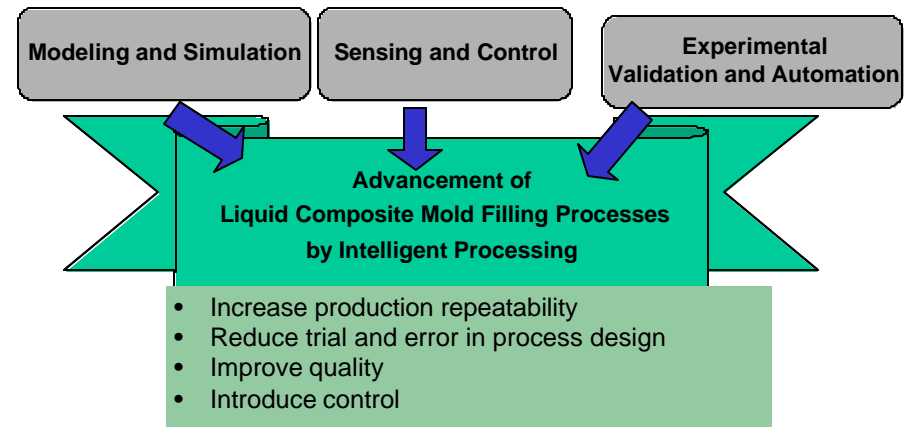 Modeling and Simulation
Sensing and Control
Experimental
Validation and Automation
Advancement of
Liquid Composite Mold Filling Processes
by Intelligent Processing
• Increase production repeatability
• Reduce trial and error in process design
• Improve quality
• Introduce control